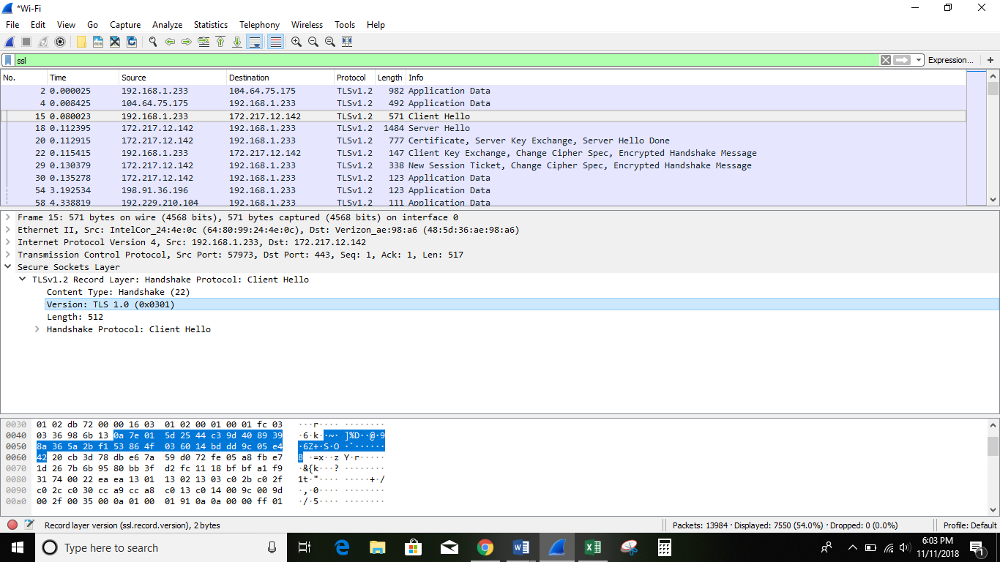 *Wi-Fi
File Edit View Go Capture Analyze Statistics Telephony Wireless Tools Help
ssl Expression... +
No. Time Source Destination Protocol Length Info
2 0.000025 192.168.1.233 104.64.75.175 TLSv1.2 982 Application Data
4 0.008425 104.64.75.175 192.168.1.233 TLSv1.2 492 Application Data
15 0.080023 192.168.1.233 172.217.12.142 TLSv1.2 571 Client Hello
18 0.112395 172.217.12.142 192.168.1.233 TLSv1.2 1484 Server Hello
20 0.112915 172.217.12.142 192.168.1.233 TLSv1.2 777 Certificate, Server Key Exchange, Server Hello Done
22 0.115415 192.168.1.233 172.217.12.142 TLSv1.2 147 Client Key Exchange, Change Cipher Spec, Encrypted Handshake Message
29 0.130379 172.217.12.142 192.168.1.233 TLSv1.2 338 New Session Ticket, Change Cipher Spec, Encrypted Handshake Message
30 0.135278 172.217.12.142 192.168.1.233 TLSv1.2 123 Application Data
54 3.192534 198.91.36.196 192.168.1.233 TLSv1.2 123 Application Data
58 4.338819 192.229.210.104 192.168.1.233 TLSv1.2 111 Application Data
Frame 15: 571 bytes on wire (4568 bits), 571 bytes captured (4568 bits) on interface 0
Ethernet II, Src: IntelCor_24:4e:0c (64:80:99:24:4e:0c), Dst: Verizon_ae:98:a6 (48:5d:36:ae:98:a6)
Internet Protocol Version 4, Src: 192.168.1.233, Dst: 172.217.12.142
Transmission Control Protocol, Src Port: 57973, Dst Port: 443, Seq: 1, Ack: 1, Len: 517
Secure Sockets Layer
TLSv1.2 Record Layer: Handshake Protocol: Client Hello
Content Type: Handshake (22)
Version: TLS 1.0 (0x0301)
Length: 512
Handshake Protocol: Client Hello
0030 01 02 db 72 00 00 16 03 01 02 00 01 00 01 fc 03 ···r···· ········
0040 03 36 98 6b 13 0a 7e 01 5d 25 44 c3 9d 40 89 39 ·6·k··~· ]%D··@·9
0050 8a 36 5a 2b f1 53 86 4f 03 60 14 bd dd 9c 05 e4 ·6Z+·S·O ·`······
0060 42 20 cb 3d 78 db e6 7a 59 d0 72 fe 05 a8 fb e7 B ·=x··z Y·r·····
0070 1d 26 7b 6b 95 80 bb 3f d2 fc 11 18 bf bf a1 f9 ·&{k···? ········
0080 31 74 00 22 ea ea 13 01 13 02 13 03 c0 2b c0 2f 1t·"···· ·····+·/
0090 c0 2c c0 30 cc a9 cc a8 c0 13 c0 14 00 9c 00 9d ·,·0···· ········
00a0 00 2f 00 35 00 0a 01 00 01 91 0a 0a 00 00 ff 01 ·/·5···· ········
Record layer version (ssl.record.version), 2 bytes Packets: 13984 · Displayed: 7550 (54.0%) · Dropped: 0 (0.0%) Profile: Default
Type here to search 6:03 PM
11/11/2018 1